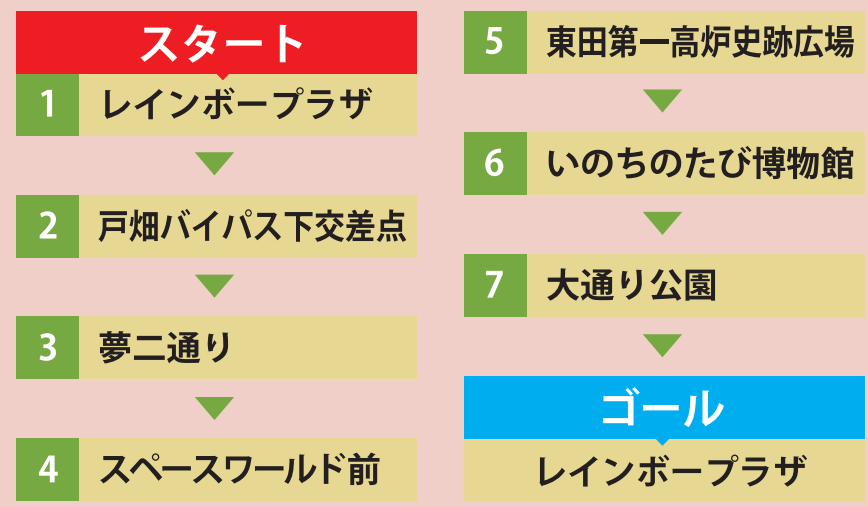 スタート
1 レインボープラザ
2 戸畑バイパス下交差点
3 夢二通り
4 スペースワールド前
5 東田第一高炉史跡広場
6 いのちのたび博物館
7 大通り公園
ゴール
レインボープラザ